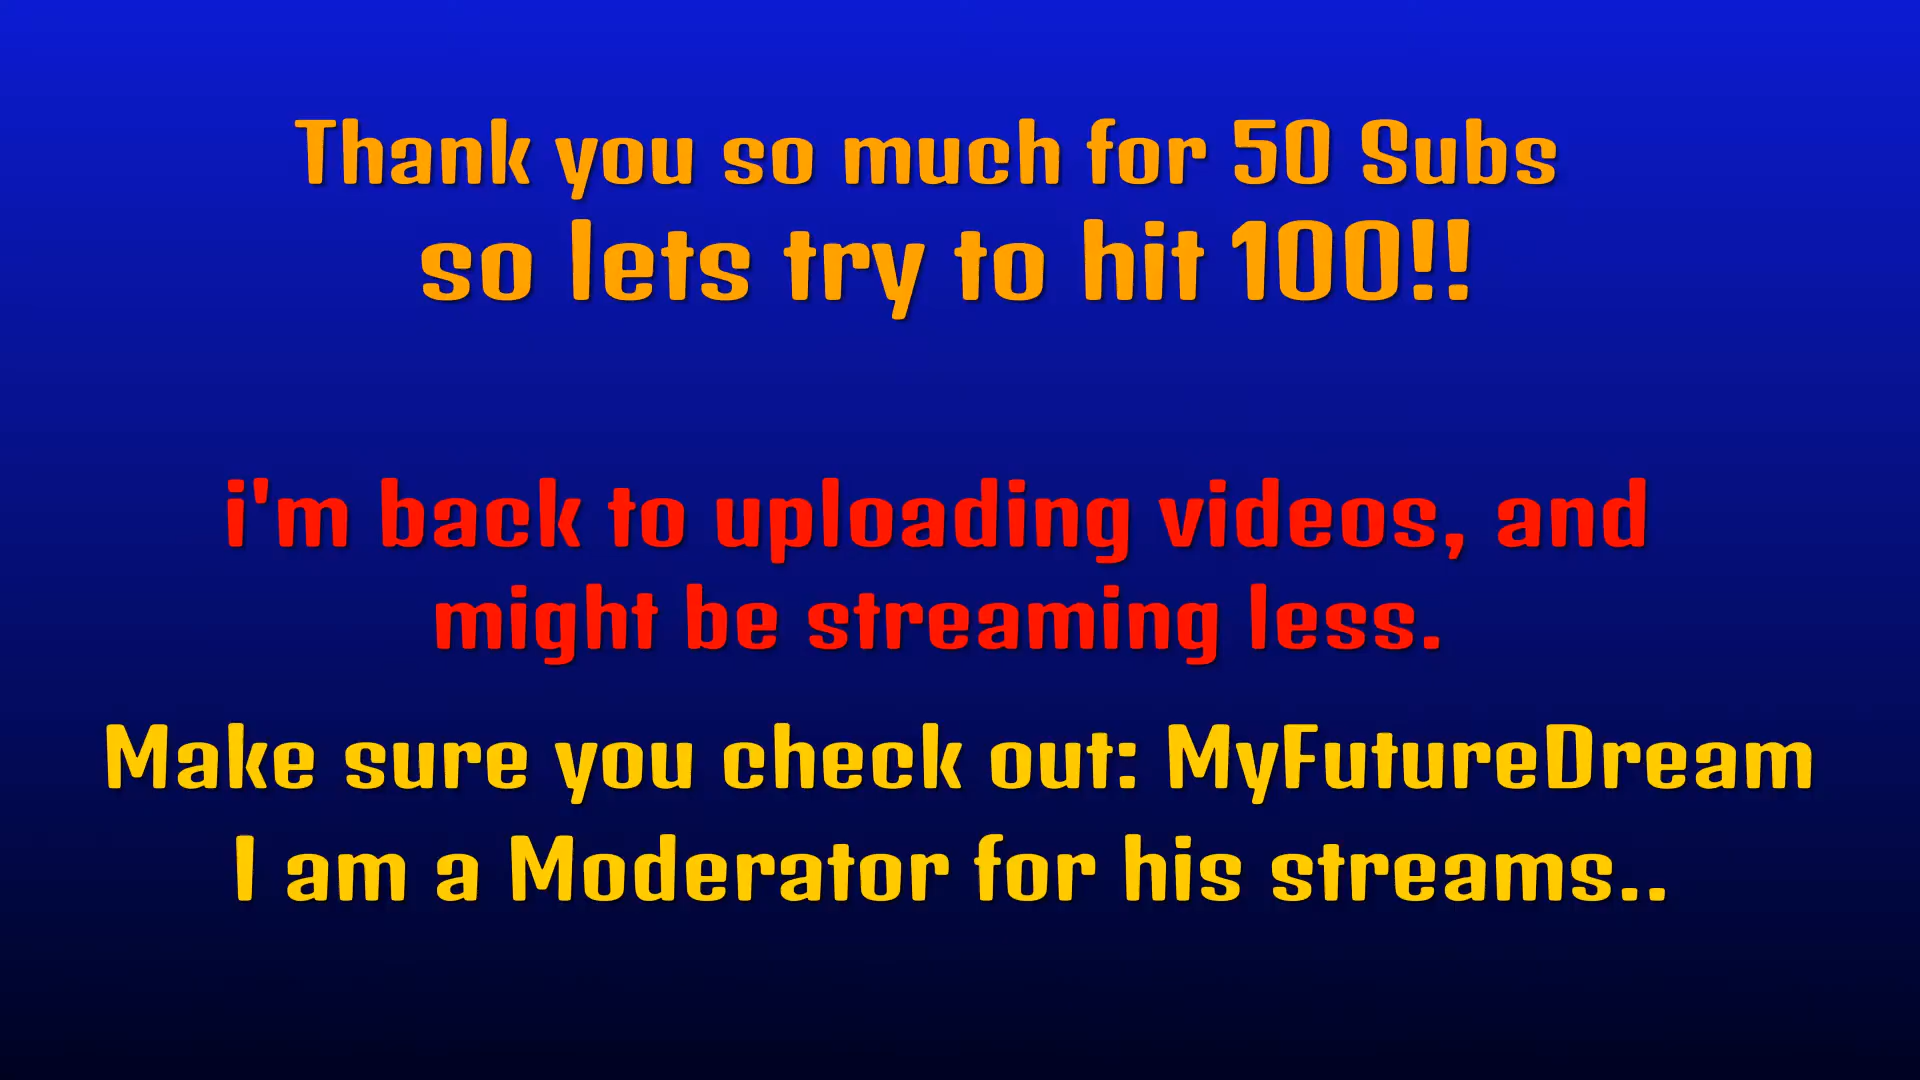 Thank you so much for 50 Subs
so lets try to hit 100!!
i'm back to uploading videos, and
might be streaming less.
Make sure you check out: MyFutureDream
I am a Moderator for his streams..